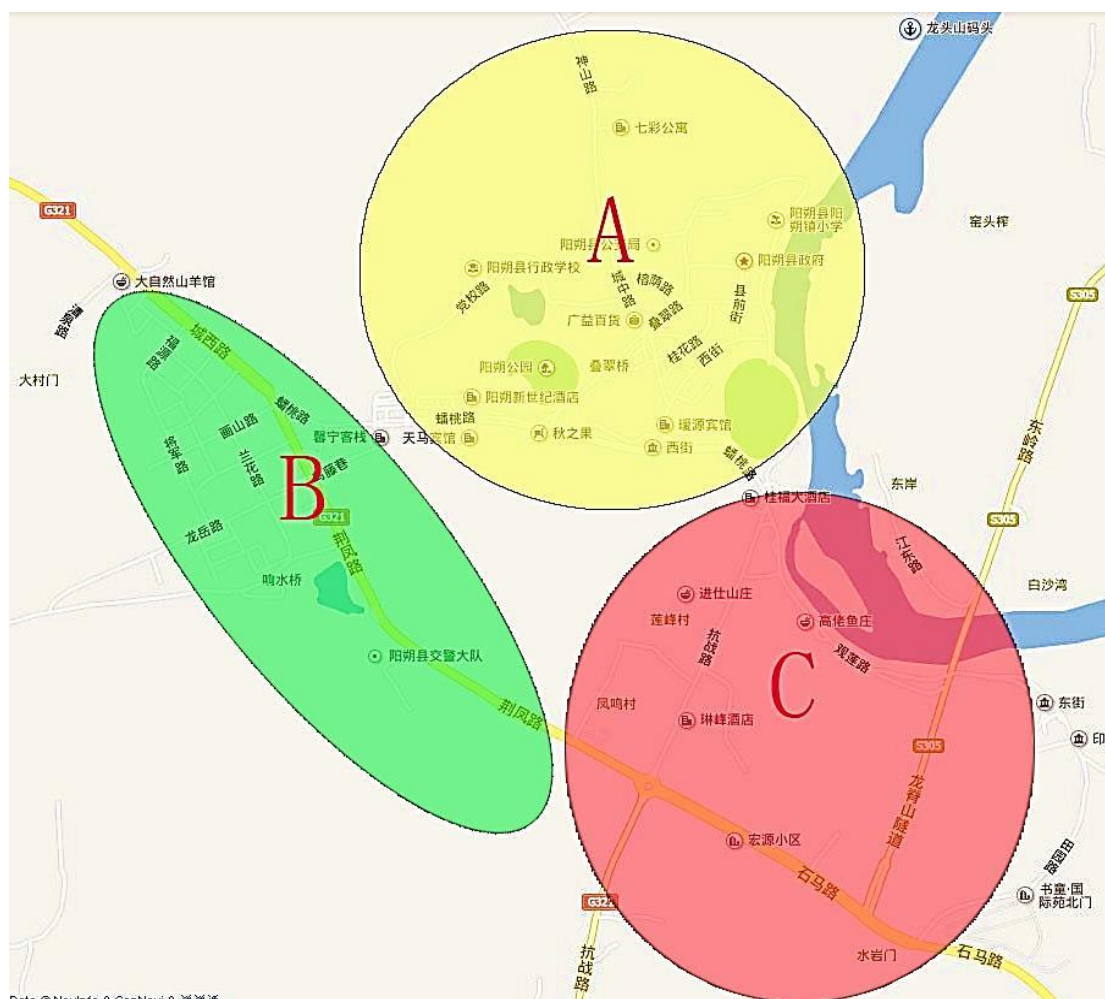 龙头山码头
神山路
七彩公寓
阳朔县阳
朔镇小学
G321
A
窑头榨
阳朔县公安局
阳朔县行政学校
阳朔县政府
大自然山羊馆
党校路
城中路
榕荫路
县前街
S305
清泉路
广益百货
叠翠路
城西路
福源路
桂花路
西街
阳朔公园
叠翠桥
大村门
阳朔新世纪酒店
蟠桃路
画山路
蟠桃路
瑷源宾馆
东岭路
馨宁客栈
天马宾馆
秋之果
西街
将军路
兰花路
B
藤巷
蟠桃路
东岸
桂福大酒店
G321
S305
龙岳路
荆凤路
江东路
响水桥
白沙湾
进仕山庄
莲峰村
高佬鱼庄
抗战路
阳朔县交警大队
观莲路
C
凤鸣村
东街
荆凤路
琳峰酒店
印
S305
龙脊山隧道
宏源小区
田园路
石马路
书童·国
际苑北门
G321
抗战路
水岩门
石马路